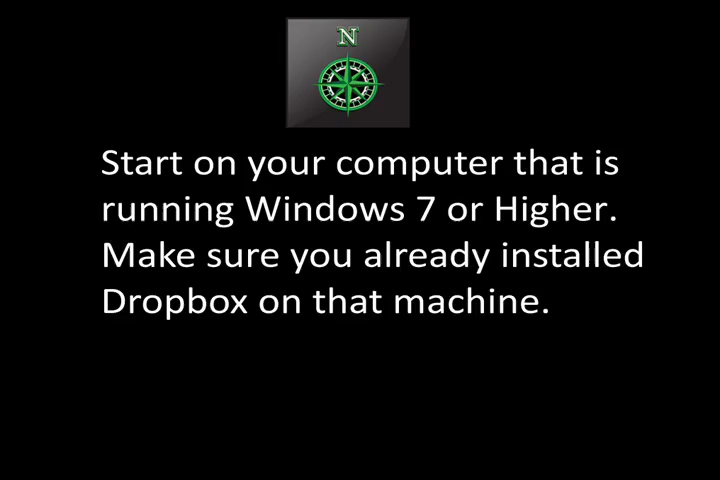 N
Start on your computer that is
running Windows 7 or Higher.
Make sure you already installed
Dropbox on that machine.